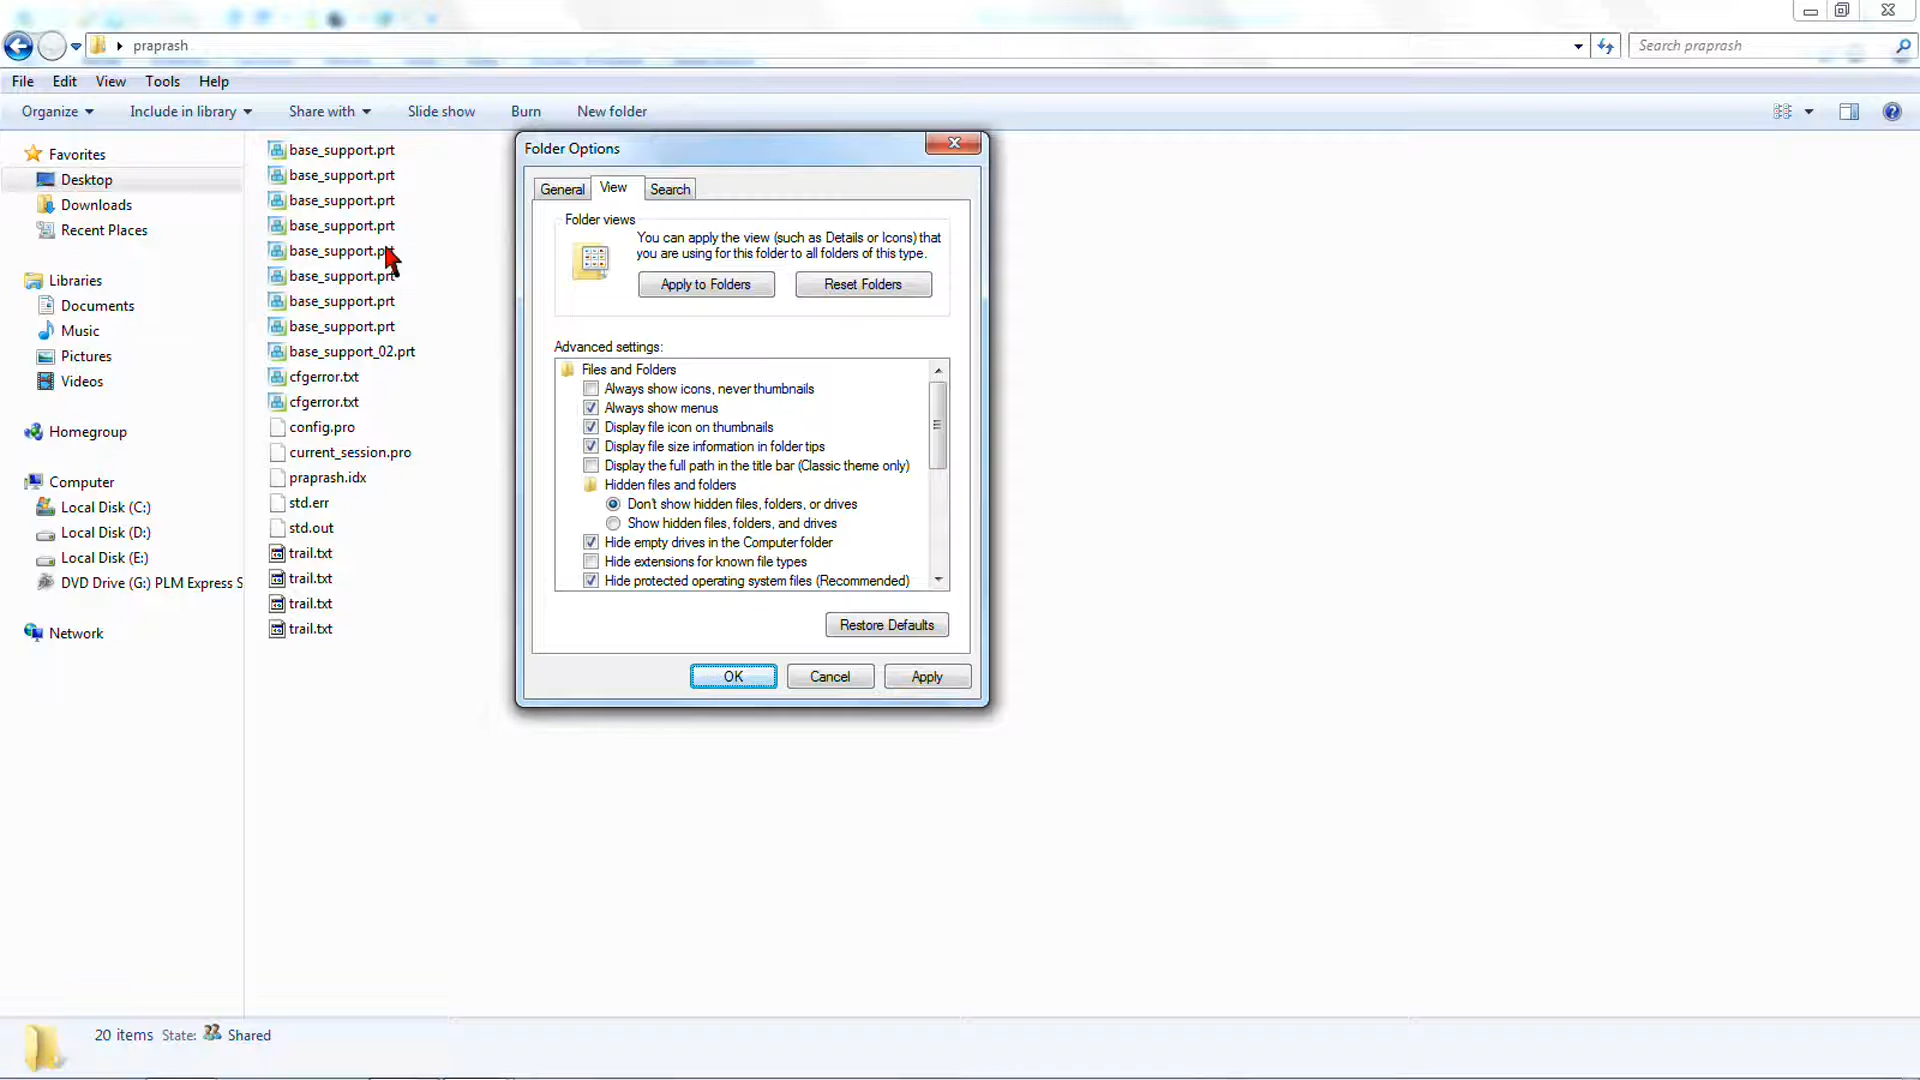 praprash
Search praprash
File Edit View Tools Help
Organize Include in library Share with Slide show Burn New folder
Favorites
Desktop
Downloads
Recent Places
Libraries
Documents
Music
Pictures
Videos
Homegroup
Computer
Local Disk (C:)
Local Disk (D:)
Local Disk (E:)
DVD Drive (G:) PLM Express S
Network
base_support.prt
base_support.prt
base_support.prt
base_support.prt
base_support.prt
base_support.prt
base_support.prt
base_support.prt
base_support_02.prt
cfgerror.txt
cfgerror.txt
config.pro
current_session.pro
praprash.idx
std.err
std.out
trail.txt
trail.txt
trail.txt
trail.txt
Folder Options
General View Search
Folder views
You can apply the view (such as Details or Icons) that
you are using for this folder to all folders of this type.
Apply to Folders Reset Folders
Advanced settings:
Files and Folders
Always show icons, never thumbnails
Always show menus
Display file icon on thumbnails
Display file size information in folder tips
Display the full path in the title bar (Classic theme only)
Hidden files and folders
Don't show hidden files, folders, or drives
Show hidden files, folders, and drives
Hide empty drives in the Computer folder
Hide extensions for known file types
Hide protected operating system files (Recommended)
Restore Defaults
OK Cancel Apply
20 items State: Shared